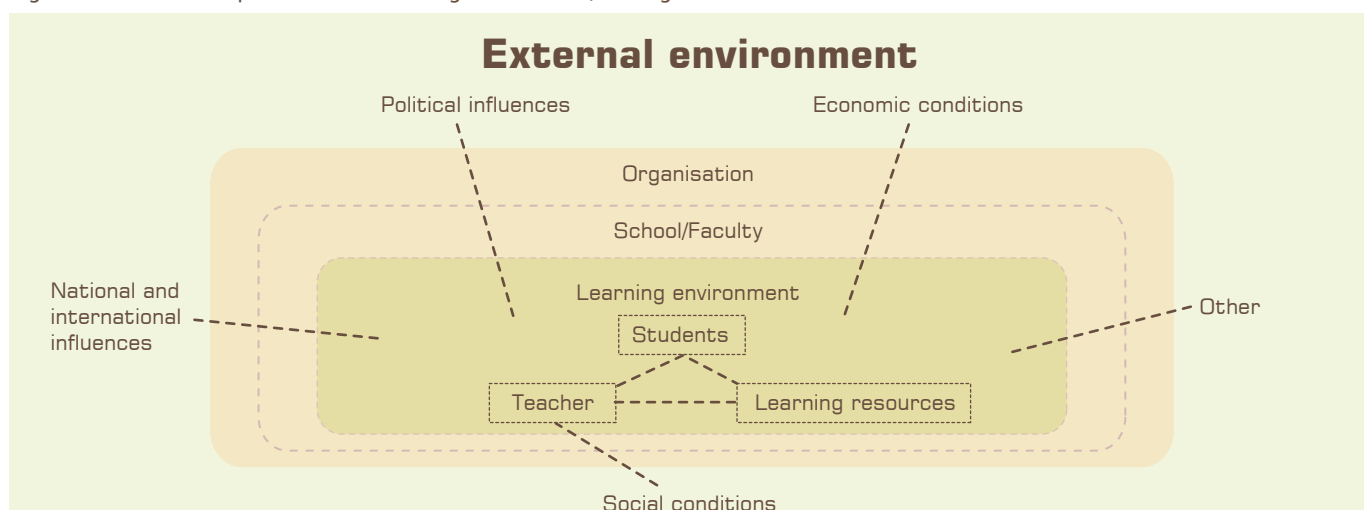 External environment
Political influences
Economic conditions
Organisation
School/Faculty
National and
international
influences
Learning environment
Other
Students
Teacher
Learning resources
Social conditions